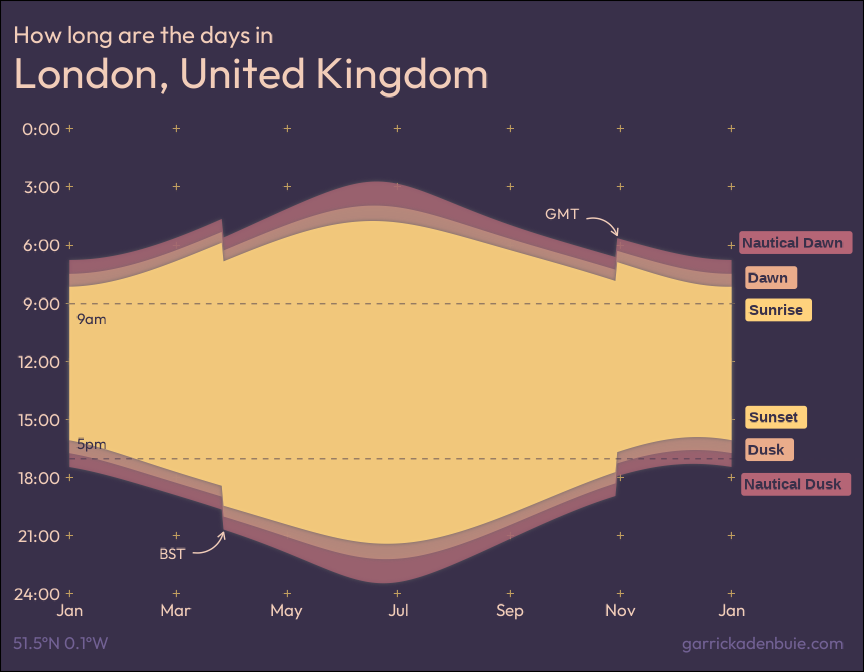 How long are the days in
London, United Kingdom
0:00
3:00
GMT
6:00
Nautical Dawn
Dawn
9:00
Sunrise
9am
12:00
15:00
Sunset
5pm
Dusk
18:00
Nautical Dusk
21:00
BST
24:00
Jan Mar May Jul Sep Nov Jan
51.5°N 0.1°W
garrickadenbuie.com